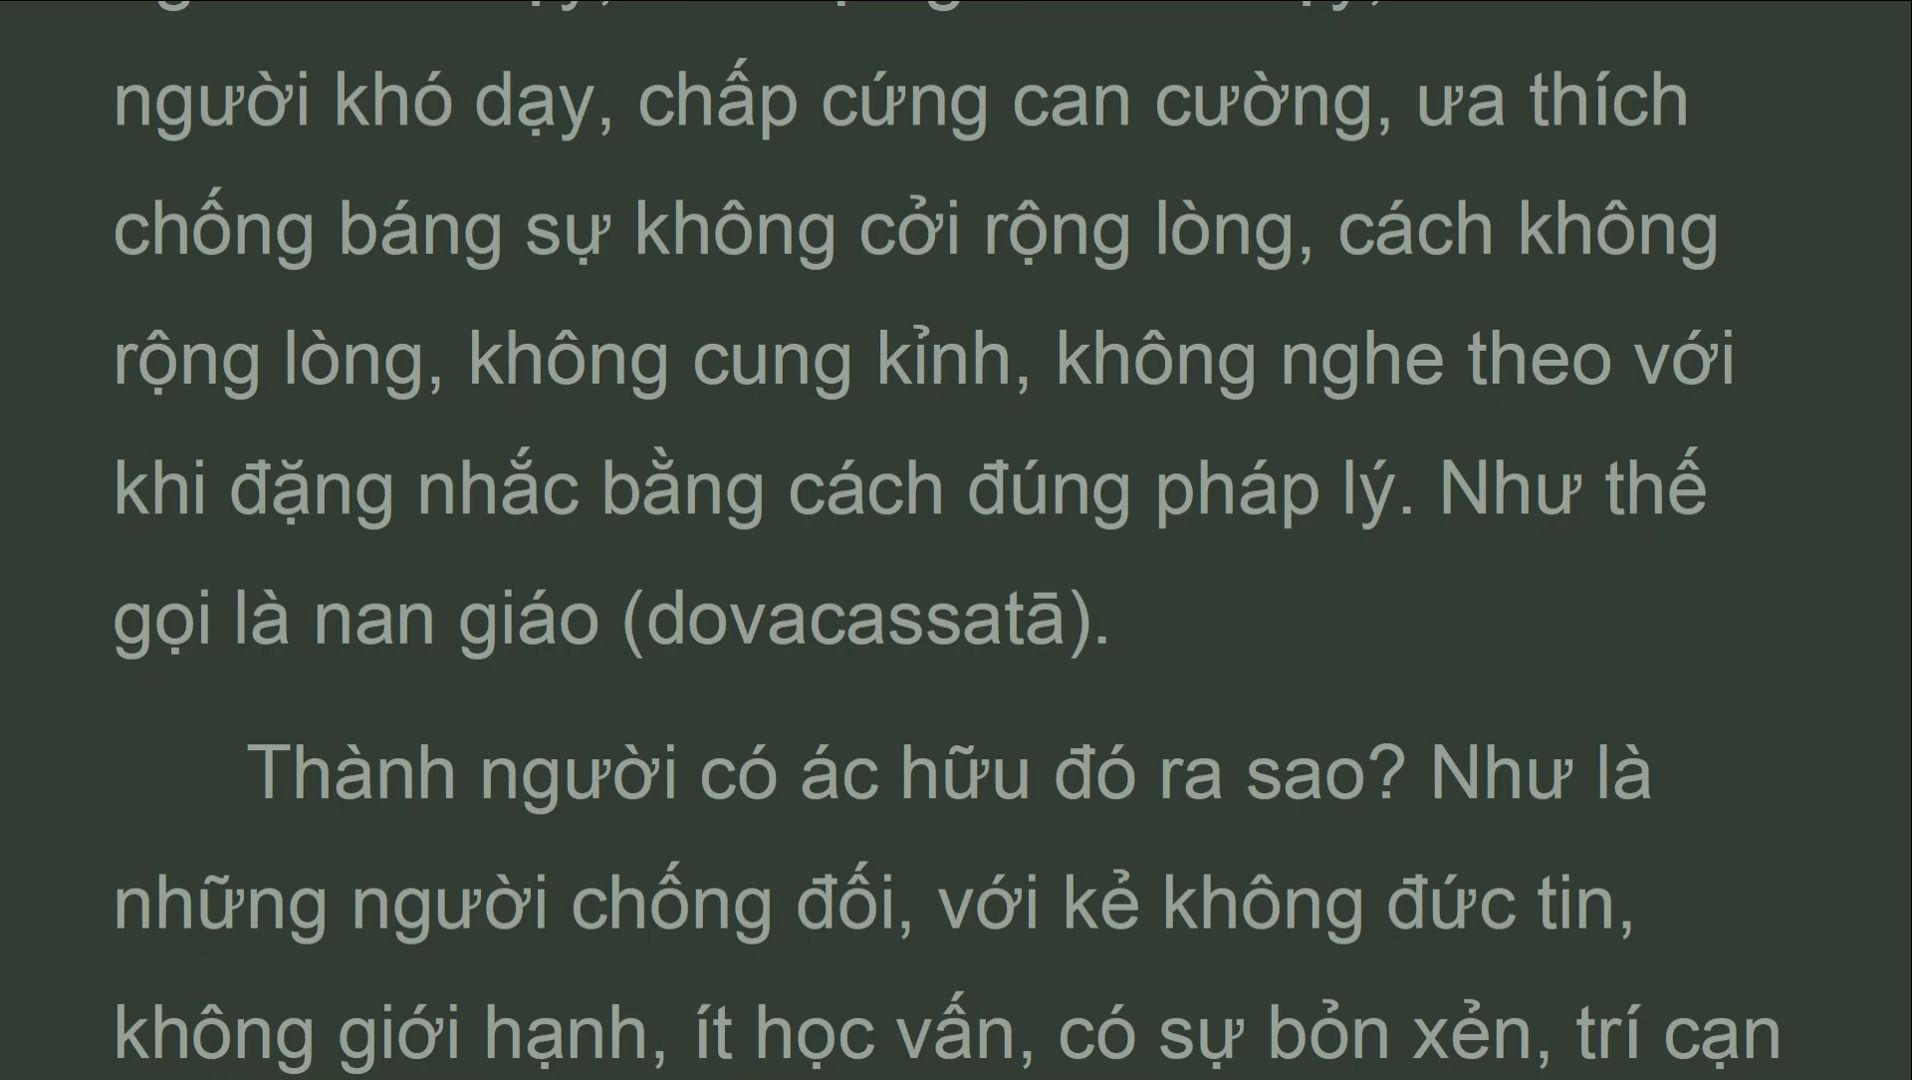 người khó dạy, chấp cứng can cường, ưa thích
chống báng sự không cởi rộng lòng, cách không
rộng lòng, không cung kỉnh, không nghe theo với
khi đặng nhắc bằng cách đúng pháp lý. Như thế
gọi là nan giáo (dovacassatā).
Thành người có ác hữu đó ra sao? Như là
những người chống đối, với kẻ không đức tin,
không giới hạnh, ít học vấn, có sự bỏn xẻn, trí cạn